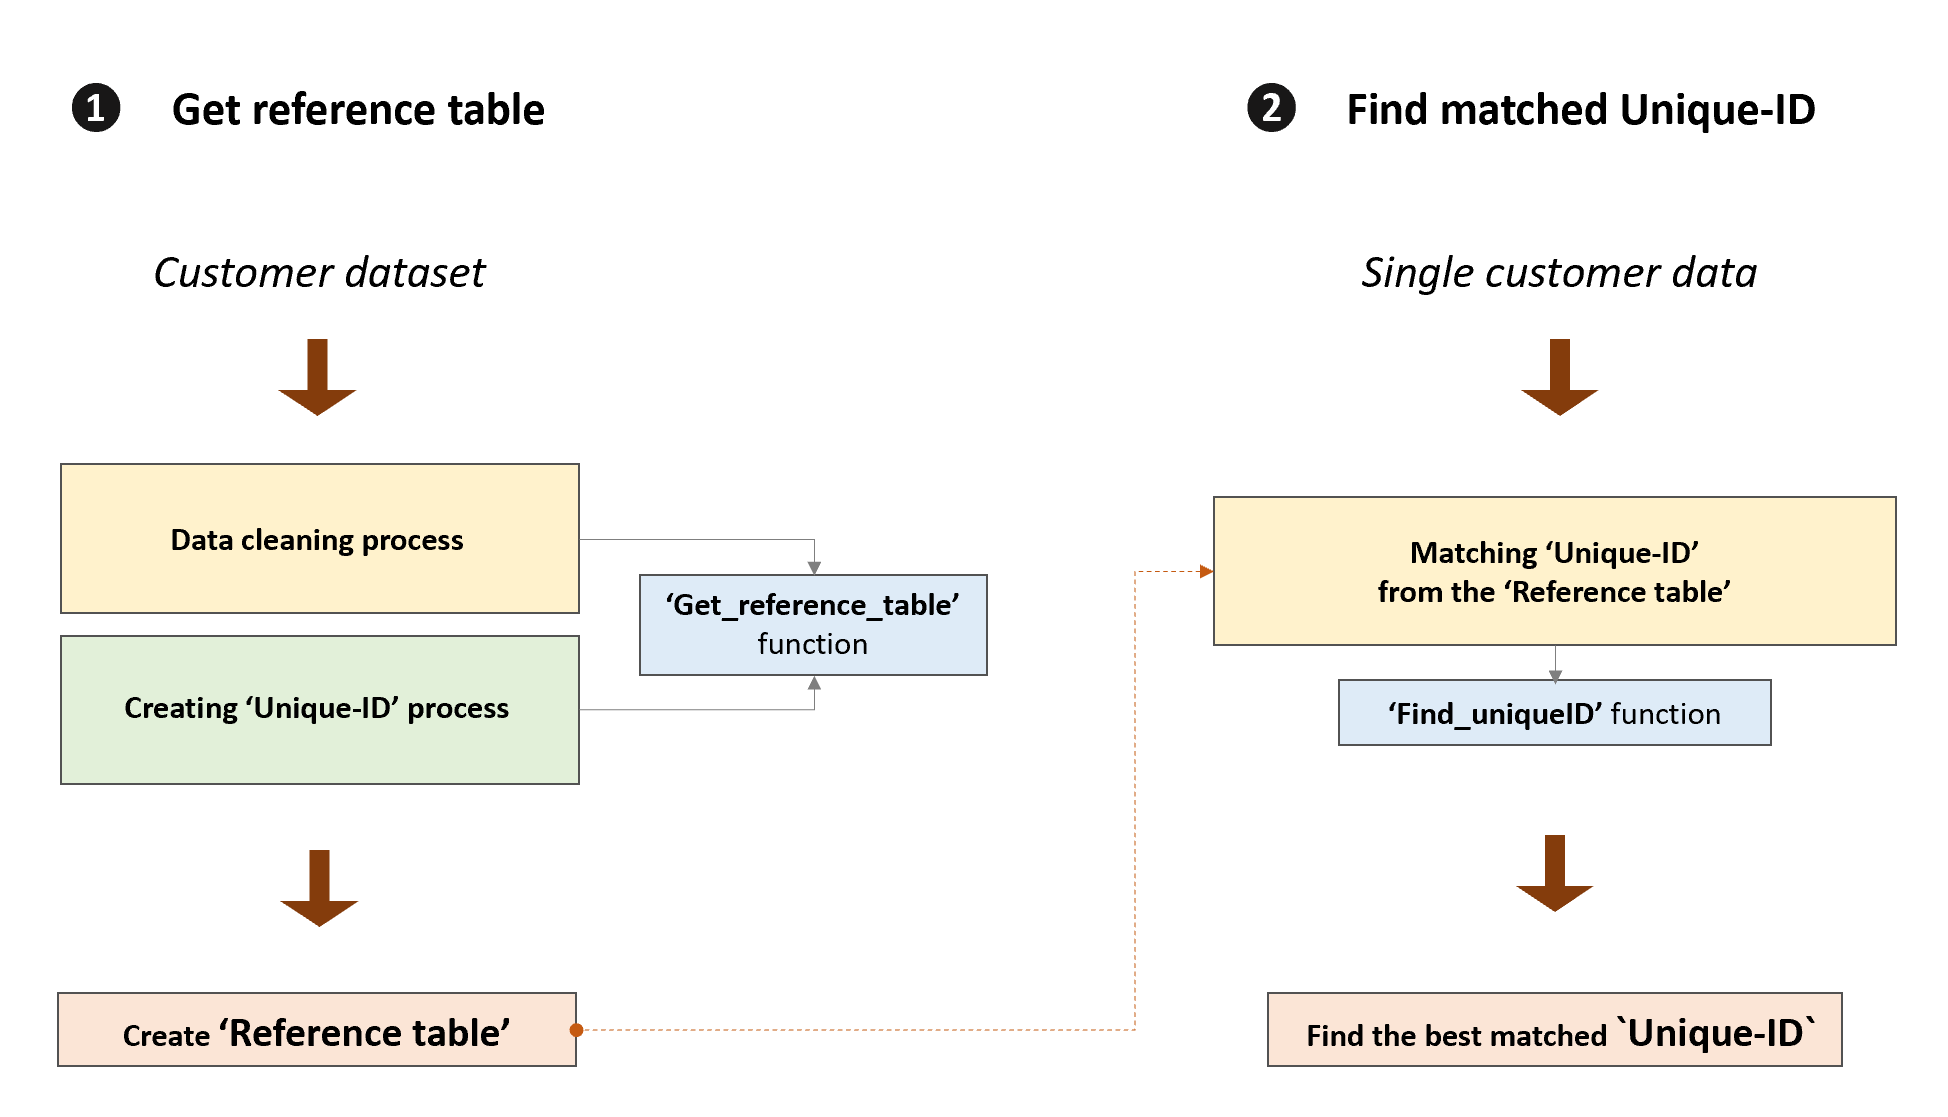 1 Get reference table
Customer dataset
Data cleaning process
Creating ‘Unique-ID’ process
‘Get_reference_table’
function
Create ‘Reference table’
2 Find matched Unique-ID
Single customer data
Matching ‘Unique-ID’
from the ‘Reference table’
‘Find_uniqueID’ function
Find the best matched `Unique-ID`